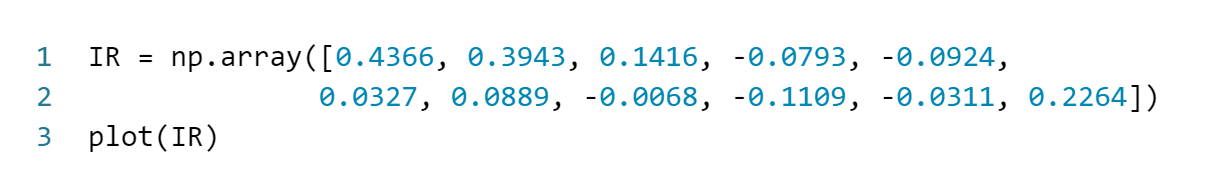 1 IR = np.array([0.4366, 0.3943, 0.1416, -0.0793, -0.0924,
2 0.0327, 0.0889, -0.0068, -0.1109, -0.0311, 0.2264])
3 plot(IR)